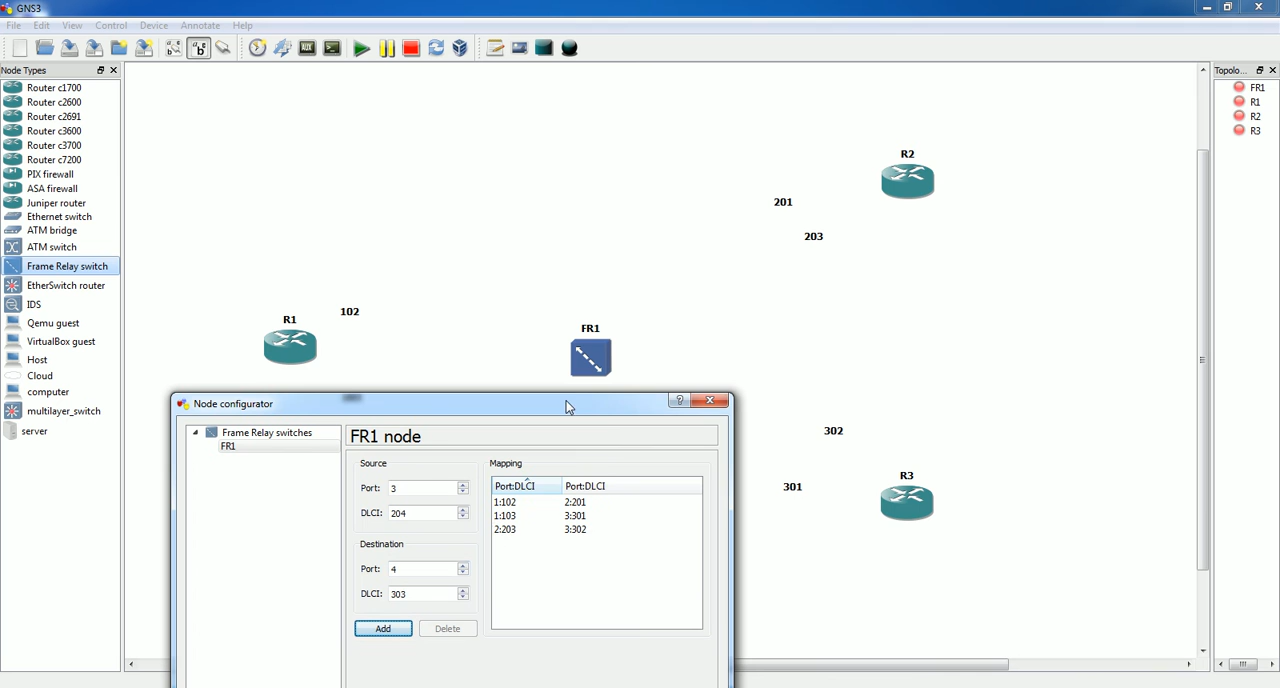 GNS3
File Edit View Control Device Annotate Help
Node Types
Router c1700
Router c2600
Router c2691
Router c3600
Router c3700
Router c7200
PIX firewall
ASA firewall
Juniper router
Ethernet switch
ATM bridge
ATM switch
Frame Relay switch
EtherSwitch router
IDS
Qemu guest
VirtualBox guest
Host
Cloud
computer
multilayer_switch
server
R2
201
203
102
R1
FR1
302
301
R3
Node configurator
Frame Relay switches
FR1
FR1 node
Source
Port: 3
DLCI: 204
Destination
Port: 4
DLCI: 303
Add Delete
Mapping
Port:DLCI Port:DLCI
1:102 2:201
1:103 3:301
2:203 3:302
Topolo...
FR1
R1
R2
R3